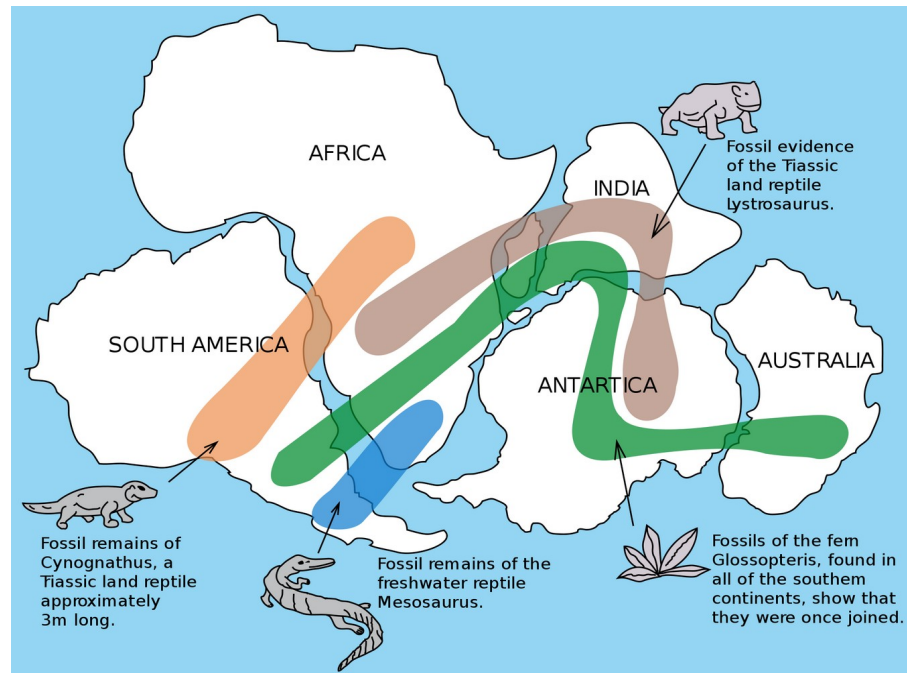 AFRICA
INDIA
Fossil evidence
of the Tiassic
land reptile
Lystrosaurus.
SOUTH AMERICA
ANTARTICA
AUSTRALIA
Fossil remains of
Cynognathus, a
Tiassic land reptile
approximately
3m long.
Fossil remains of the
freshwater reptile
Mesosaurus.
Fossils of the fern
Glossopteris, found in
all of the southem
continents, show that
they were once joined.